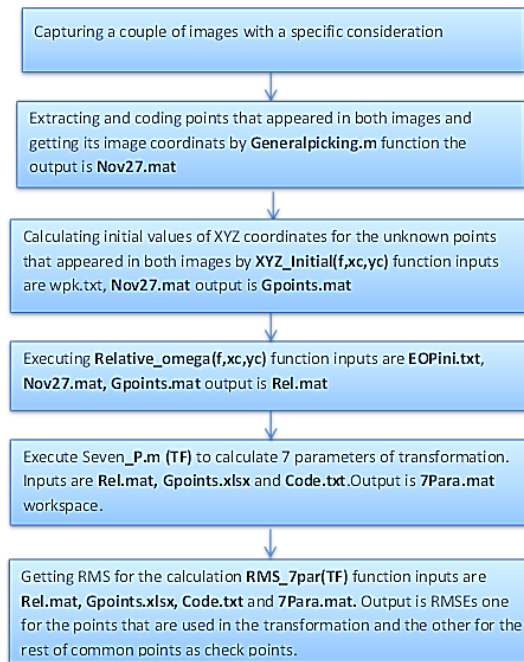 Capturing a couple of images with a specific consideration
Extracting and coding points that appeared in both images and
getting its image coordinats by Generalpicking.m function the
output is Nov27.mat
Calculating initial values of XYZ coordinates for the unknown points
that appeared in both images by XYZ_Initial(f,xc,yc) function inputs
are wpk.txt, Nov27.mat output is Gpoints.mat
Executing Relative_omega(f,xc,yc) function inputs are EOPini.txt,
Nov27.mat, Gpoints.mat output is Rel.mat
Execute Seven_P.m (TF) to calculate 7 parameters of transformation.
Inputs are Rel.mat, Gpoints.xlsx and Code.txt.Output is 7Para.mat
workspace.
Getting RMS for the calculation RMS_7par(TF) function inputs are
Rel.mat, Gpoints.xlsx, Code.txt and 7Para.mat. Output is RMSEs one
for the points that are used in the transformation and the other for the
rest of common points as check points.